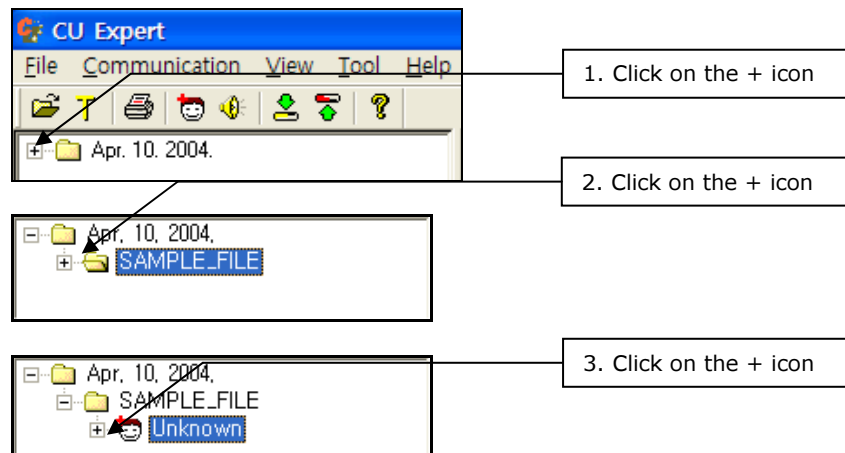 CU Expert
File Communication View Tool Help
1. Click on the + icon
Apr. 10. 2004.
2. Click on the + icon
Apr, 10, 2004,
SAMPLE_FILE
3. Click on the + icon
Apr, 10, 2004,
SAMPLE_FILE
Unknown